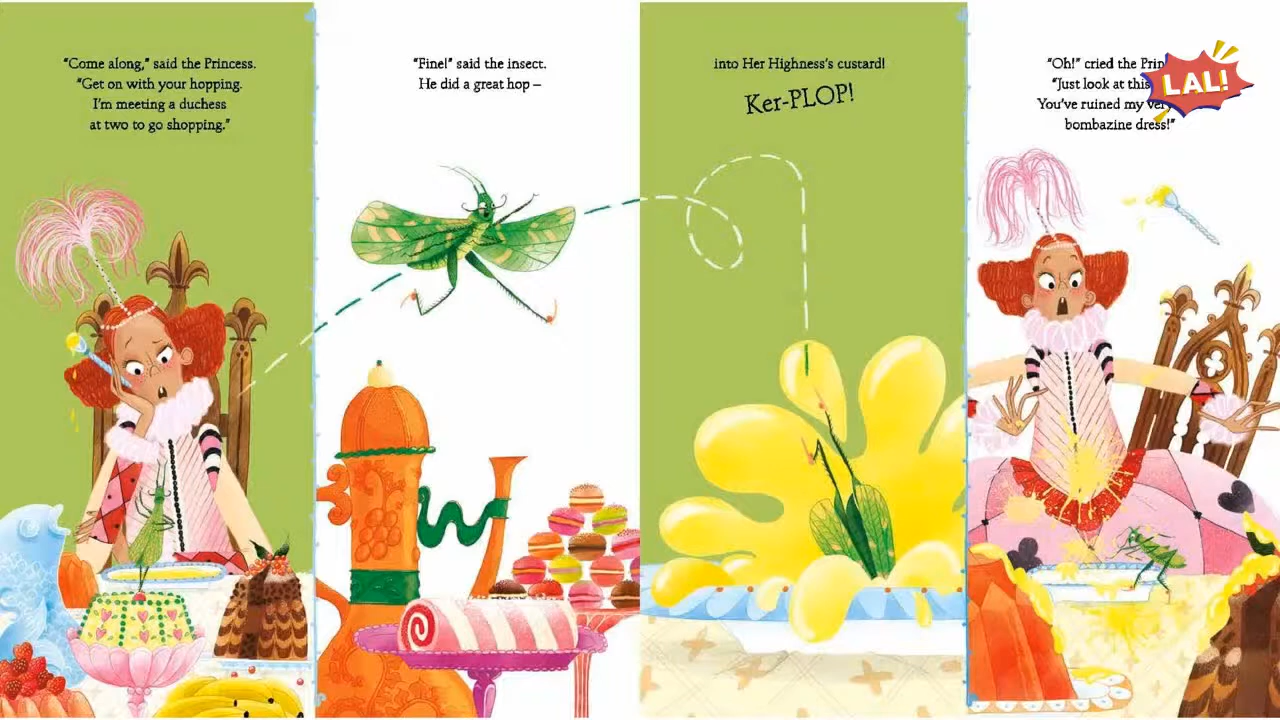 “Come along,” said the Princess.
“Get on with your hopping.
I’m meeting a duchess
at two to go shopping.”
“Fine!” said the insect.
He did a great hop –
into Her Highness’s custard!
Ker-PLOP!
“Oh!” cried the
“Just look at this
You’ve ruined my very
bombazine dress!”
LAL!